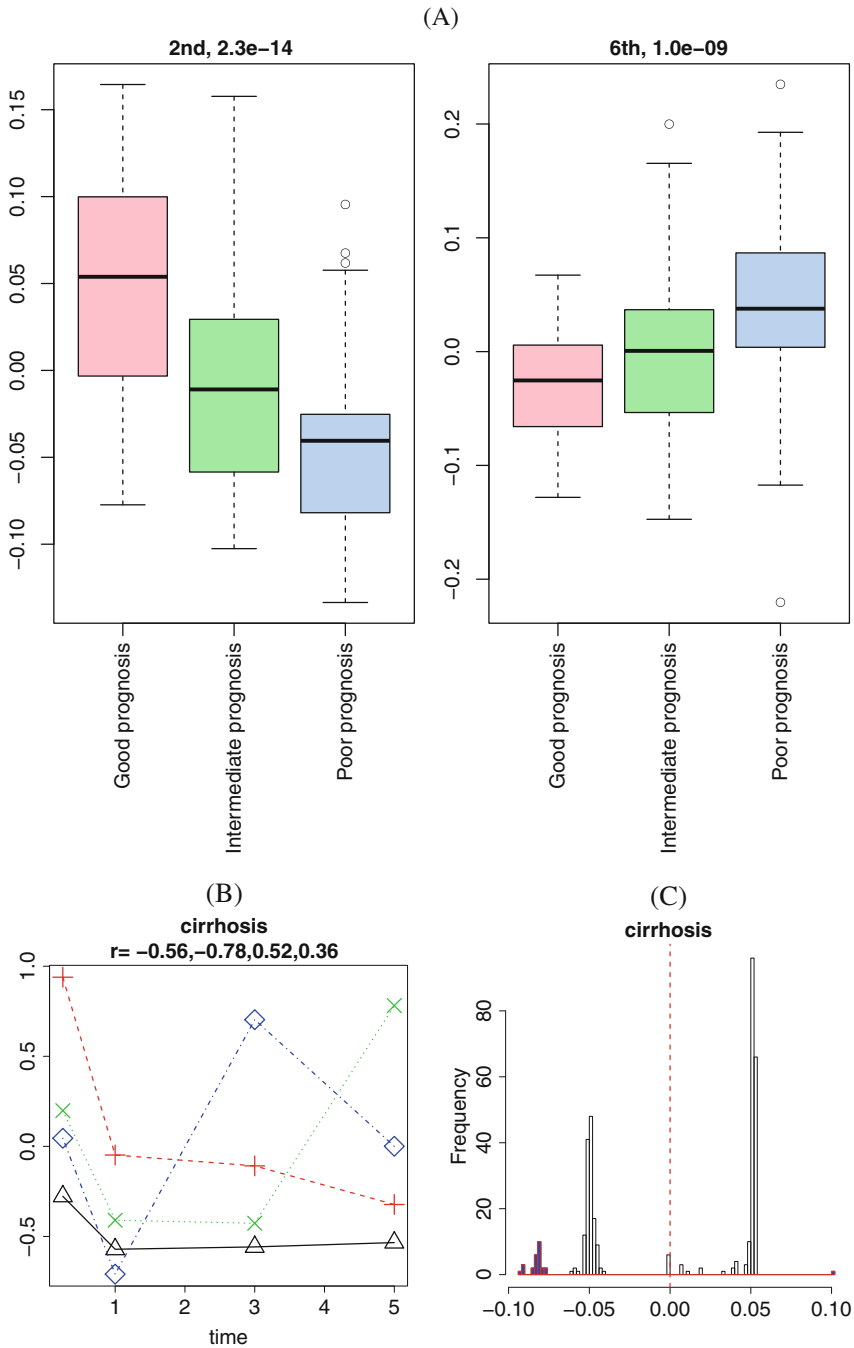 (A)
2nd, 2.3e−14
6th, 1.0e−09
0.15
0.10
0.05
0.00
−0.05
−0.10
0.2
0.1
0.0
−0.1
−0.2
Good prognosis
Intermediate prognosis
Poor prognosis
Good prognosis
Intermediate prognosis
Poor prognosis
(B)
(C)
cirrhosis
r= −0.56,−0.78,0.52,0.36
cirrhosis
1.0
0.5
0.0
−0.5
1
2
3
4
5
time
Frequency
80
60
40
20
0
−0.10
−0.05
0.00
0.05
0.10